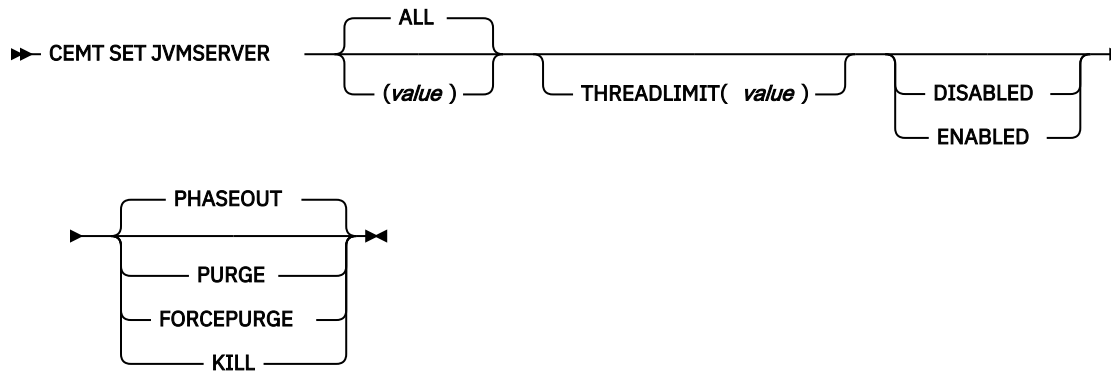 ALL
CEMT SET JVMSERVER
(value )
THREADLIMIT( value )
DISABLED
ENABLED
PHASEOUT
PURGE
FORCEPURGE
KILL